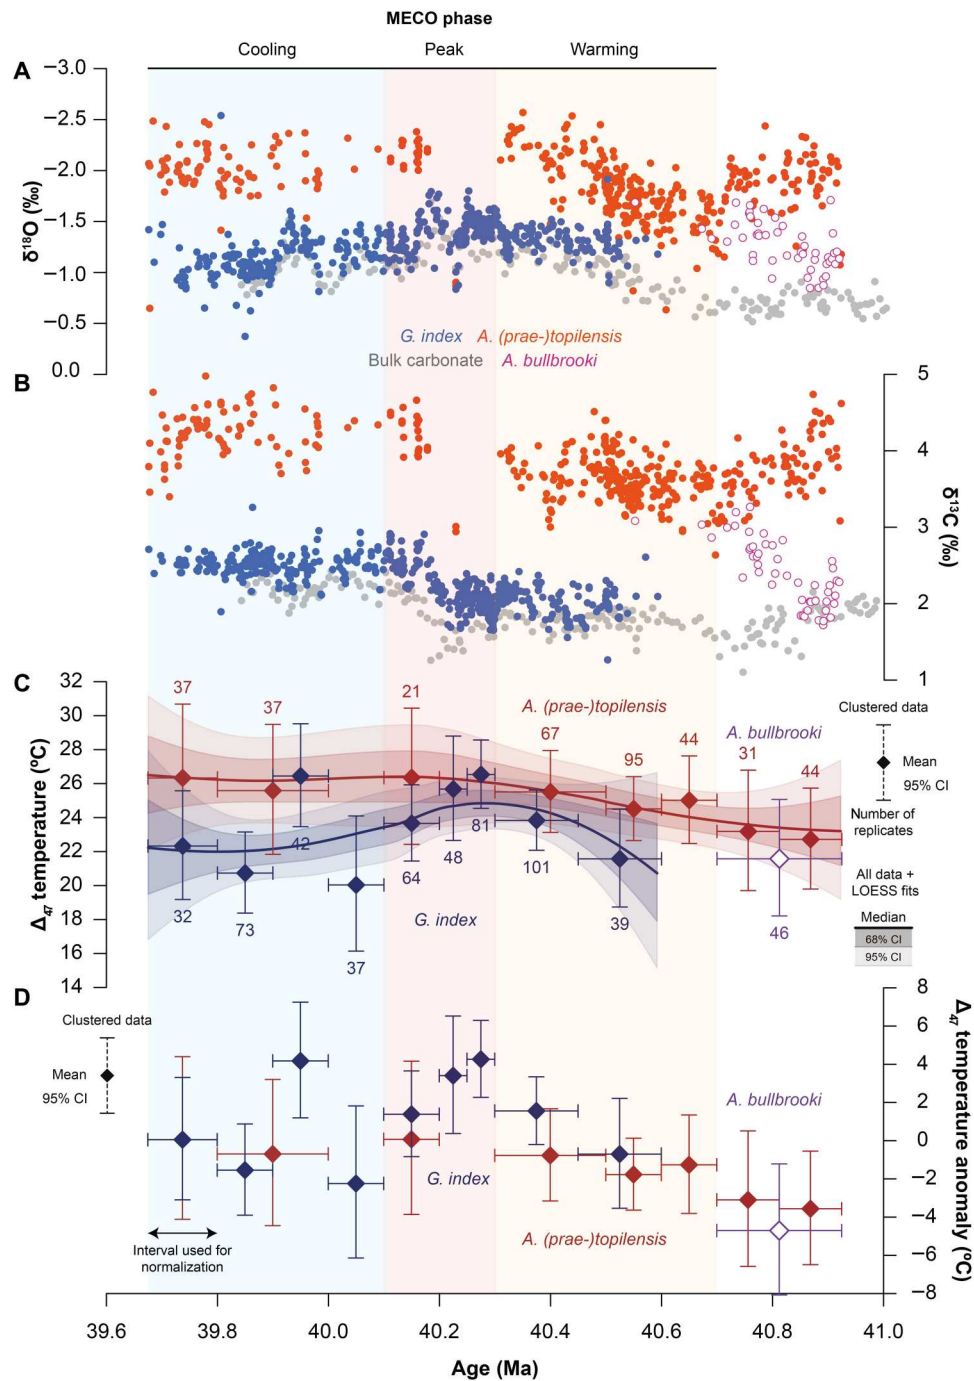 MECO phase
Cooling Peak Warming
A
−3.0
−2.5
−2.0
−1.5
−1.0
−0.5
0.0
δ18O (‰)
G. index A. (prae-)topilensis
Bulk carbonate A. bullbrooki
B
5
4
3
2
1
δ13C (‰)
C
32
30
28
26
24
22
20
18
16
14
Δ47 temperature (ºC)
37 37 21 67 95 44 31 44
A. (prae-)topilensis
A. bullbrooki
42 81
64 48 101
32 73 37 39 46
G. index
Clustered data
Mean
95% CI
Number of
replicates
All data +
LOESS fits
Median
68% CI
95% CI
D
Clustered data
Mean
95% CI
8
6
4
2
0
−2
−4
−6
−8
Δ47 temperature anomaly (ºC)
A. bullbrooki
G. index
A. (prae-)topilensis
Interval used for
normalization
39.6 39.8 40.0 40.2 40.4 40.6 40.8 41.0
Age (Ma)